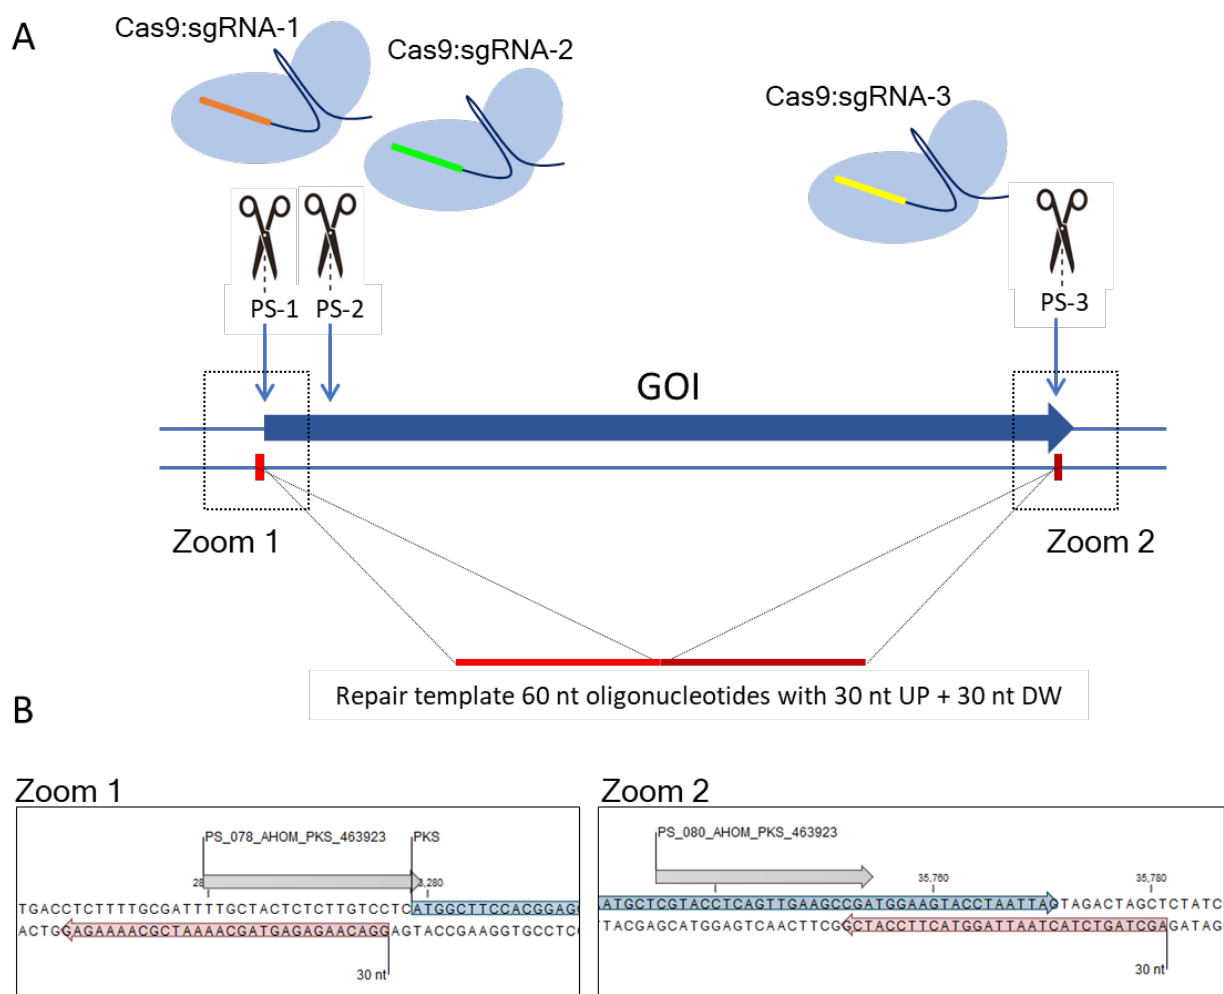 A
Cas9:sgRNA-1
Cas9:sgRNA-2
Cas9:sgRNA-3
PS-1
PS-2
PS-3
GOI
Zoom 1
Zoom 2
Repair template 60 nt oligonucleotides with 30 nt UP + 30 nt DW
B
Zoom 1
PS_078_AHOM_PKS_463923
PKS
TGACCTCTTTTGCGATTTTGCTACTCTCTTGTCCTCATGGCTTCCACGGAG
ACTGGAGAAAACGCTAAAACGATGAGAGAACAGGAGTACCGAAGGTGCCTC
30 nt
Zoom 2
PS_080_AHOM_PKS_463923
35,760
35,780
ATGCTCGTACCTCAGTTGAAGCCGATGGAAGTACCTAATTAGTAGACTAGCTCTATC
TACGAGCATGGAGTCAACTTCGGCTACCTTCATGGATTAATCATCTGATCGAGATAG
30 nt